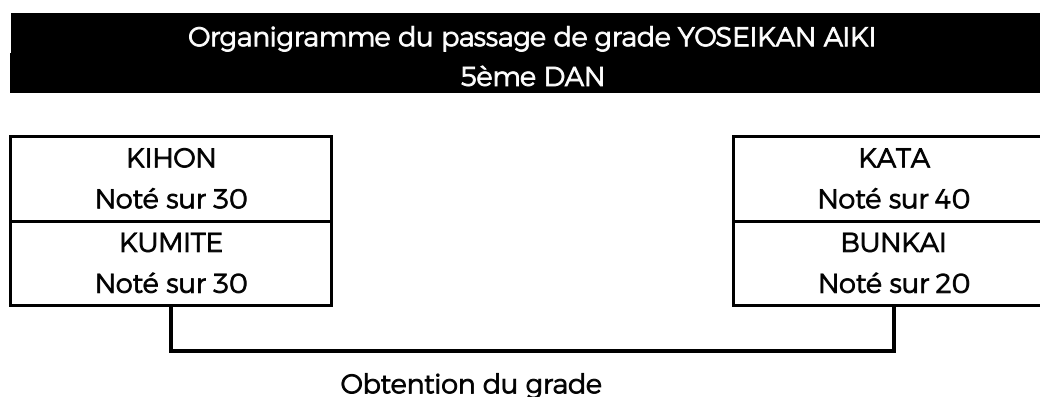 Organigramme du passage de grade YOSEIKAN AIKI
5ème DAN
KIHON
Noté sur 30
KUMITE
Noté sur 30
KATA
Noté sur 40
BUNKAI
Noté sur 20
Obtention du grade